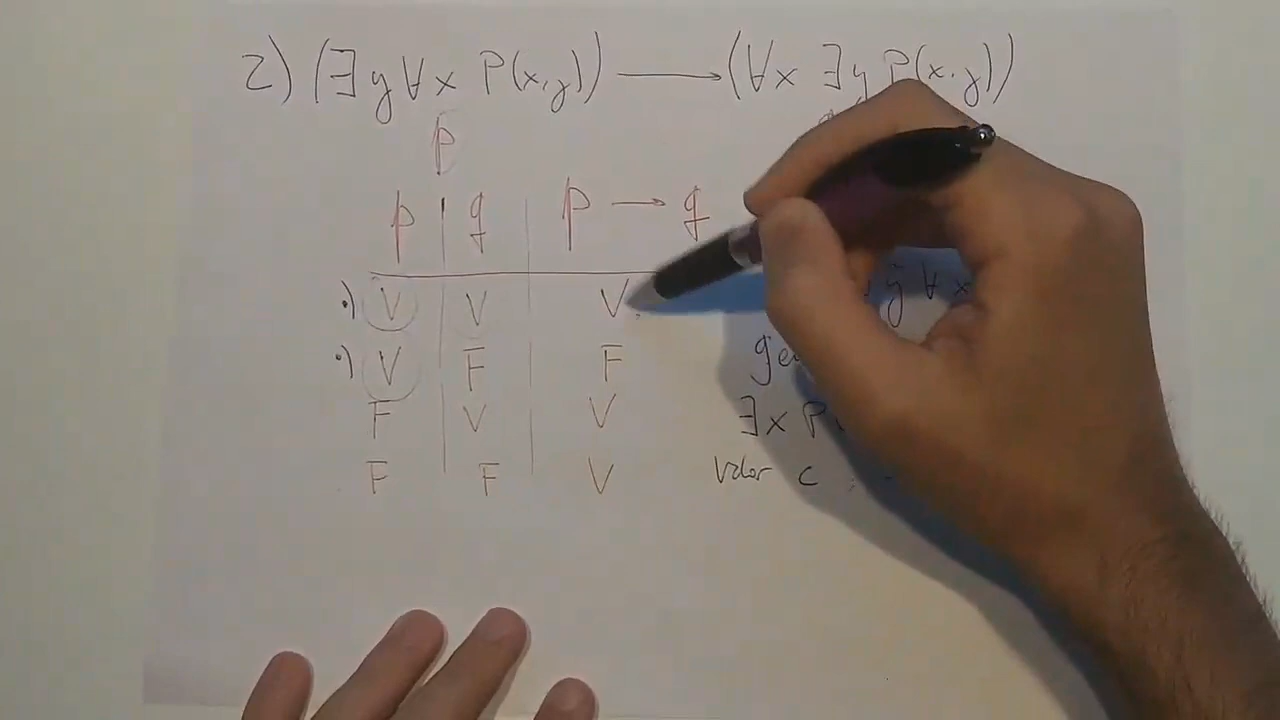 2) (∃ y ∀ x P(x,y)) ⟶ (∀x ∃y P(x,y))
p
p | q | p → q
•) V | V | V.
•) V | F | F
F | V | V
F | F | V
y ∀ x
∃x P
Valor c